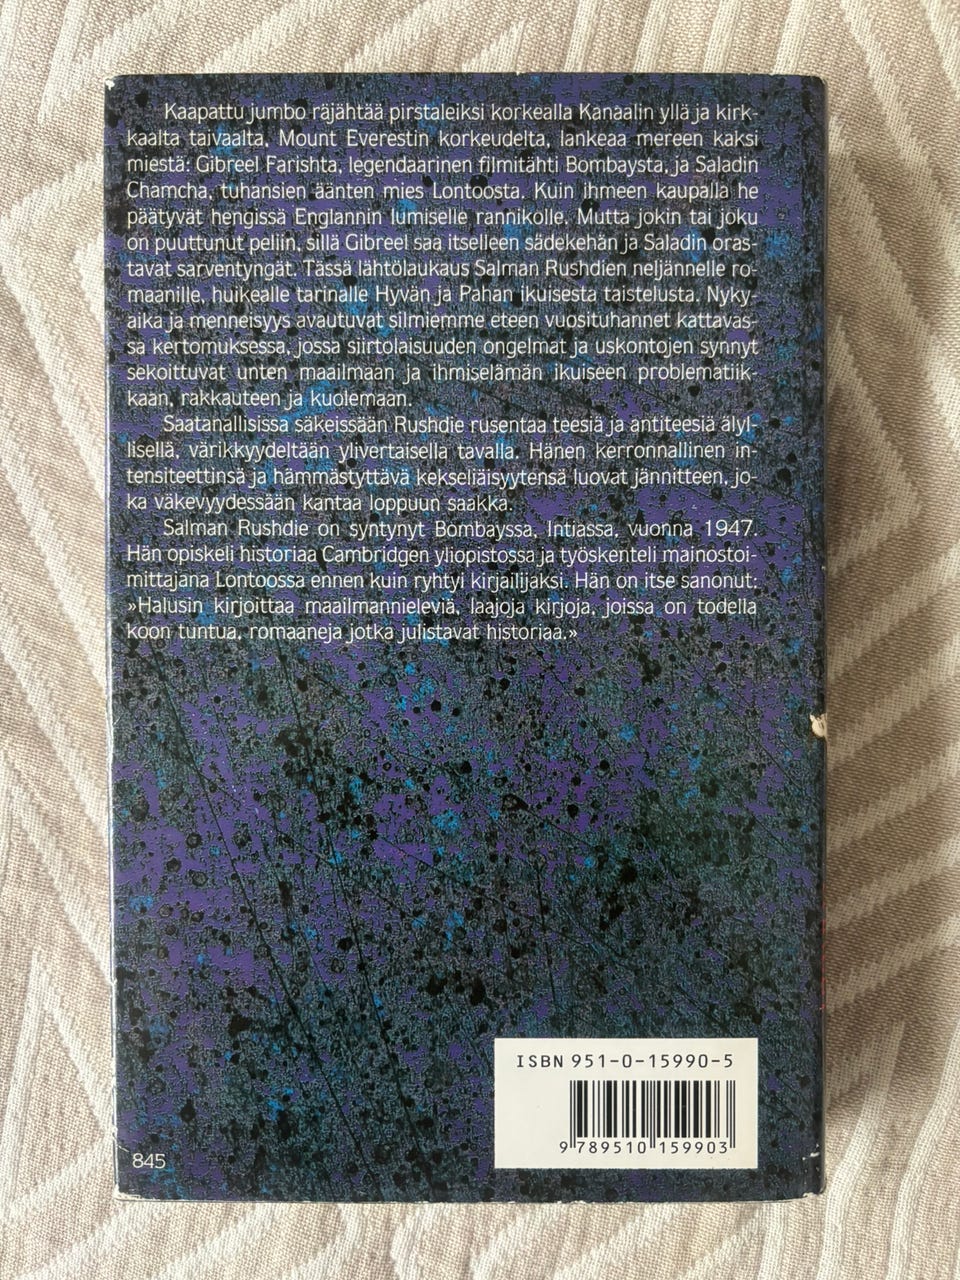 Kaapattu jumbo räjähtää pirstaleiksi korkealla Kanaalin yllä ja kirk-
kaalta taivaalta, Mount Everestin korkeudelta, lankeaa mereen kaksi
miestä: Gibreel Farishta, legendaarinen filmitähti Bombaysta, ja Saladin
Chamcha, tuhansien äänten mies Lontoosta. Kuin ihmeen kaupalla he
päätyvät hengissä Englannin lumiselle rannikolle. Mutta jokin tai joku
on puuttunut peliin, sillä Gibreel saa itselleen sädekehän ja Saladin oras-
tavat sarventyngät. Tässä lähtölaukaus Salman Rushdien neljännelle ro-
maanille, huikealle tarinalle Hyvän ja Pahan ikuisesta taistelusta. Nyky-
aika ja menneisyys avautuvat silmiemme eteen vuosituhannet kattavas-
sa kertomuksessa, jossa siirtolaisuuden ongelmat ja uskontojen synnyt
sekoittuvat unten maailmaan ja ihmiselämän ikuiseen problematiik-
kaan, rakkauteen ja kuolemaan.
Saatanallisissa säkeissään Rushdie rusentaa teesiä ja antiteesiä älyl-
lisellä, värikkyydeltään ylivertaisella tavalla. Hänen kerronnallinen in-
tensiteettinsä ja hämmästyttävä kekseliäisyytensä luovat jännitteen, jo-
ka väkevyydessään kantaa loppuun saakka.
Salman Rushdie on syntynyt Bombayssa, Intiassa, vuonna 1947.
Hän opiskeli historiaa Cambridgen yliopistossa ja työskenteli mainostoi-
mittajana Lontoossa ennen kuin ryhtyi kirjailijaksi. Hän on itse sanonut:
»Halusin kirjoittaa maailmannieleviä, laajoja kirjoja, joissa on todella
koon tuntua, romaaneja jotka julistavat historiaa.»
ISBN 951-0-15990-5
9 789510 159903
845